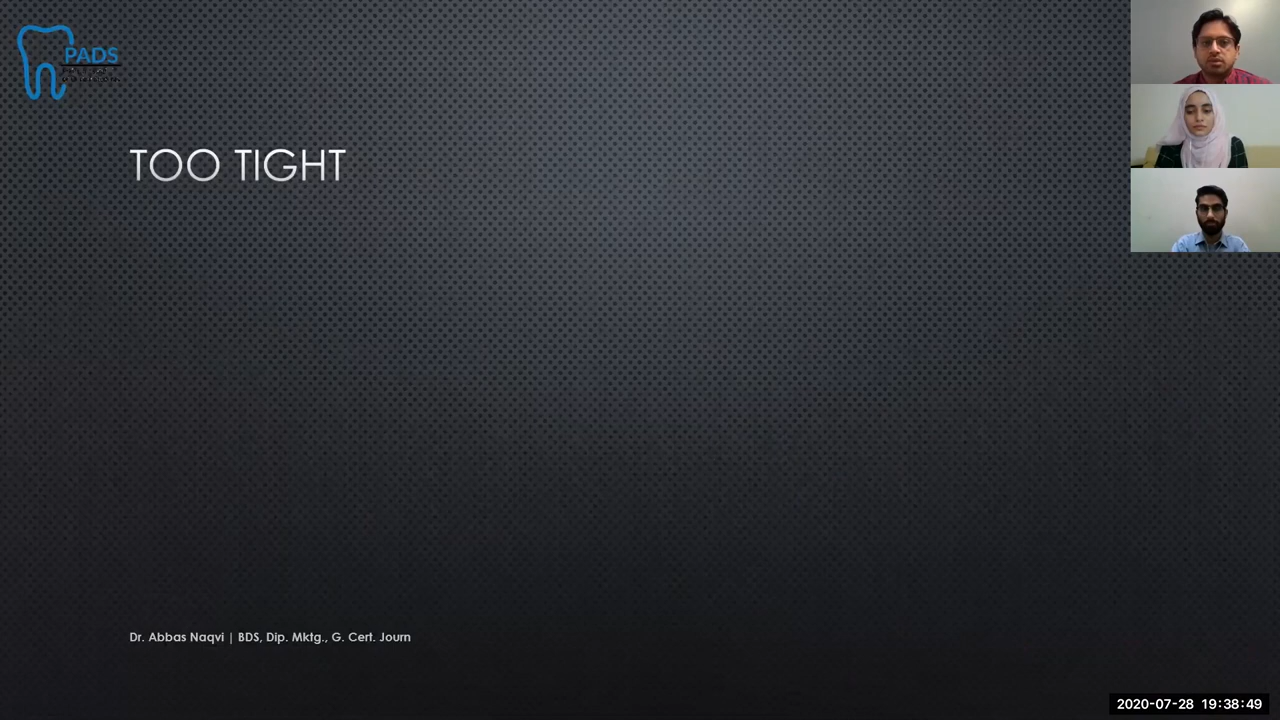 PADS
TOO TIGHT
Dr. Abbas Naqvi | BDS, Dip. Mktg., G. Cert. Journ
2020-07-28 19:38:49